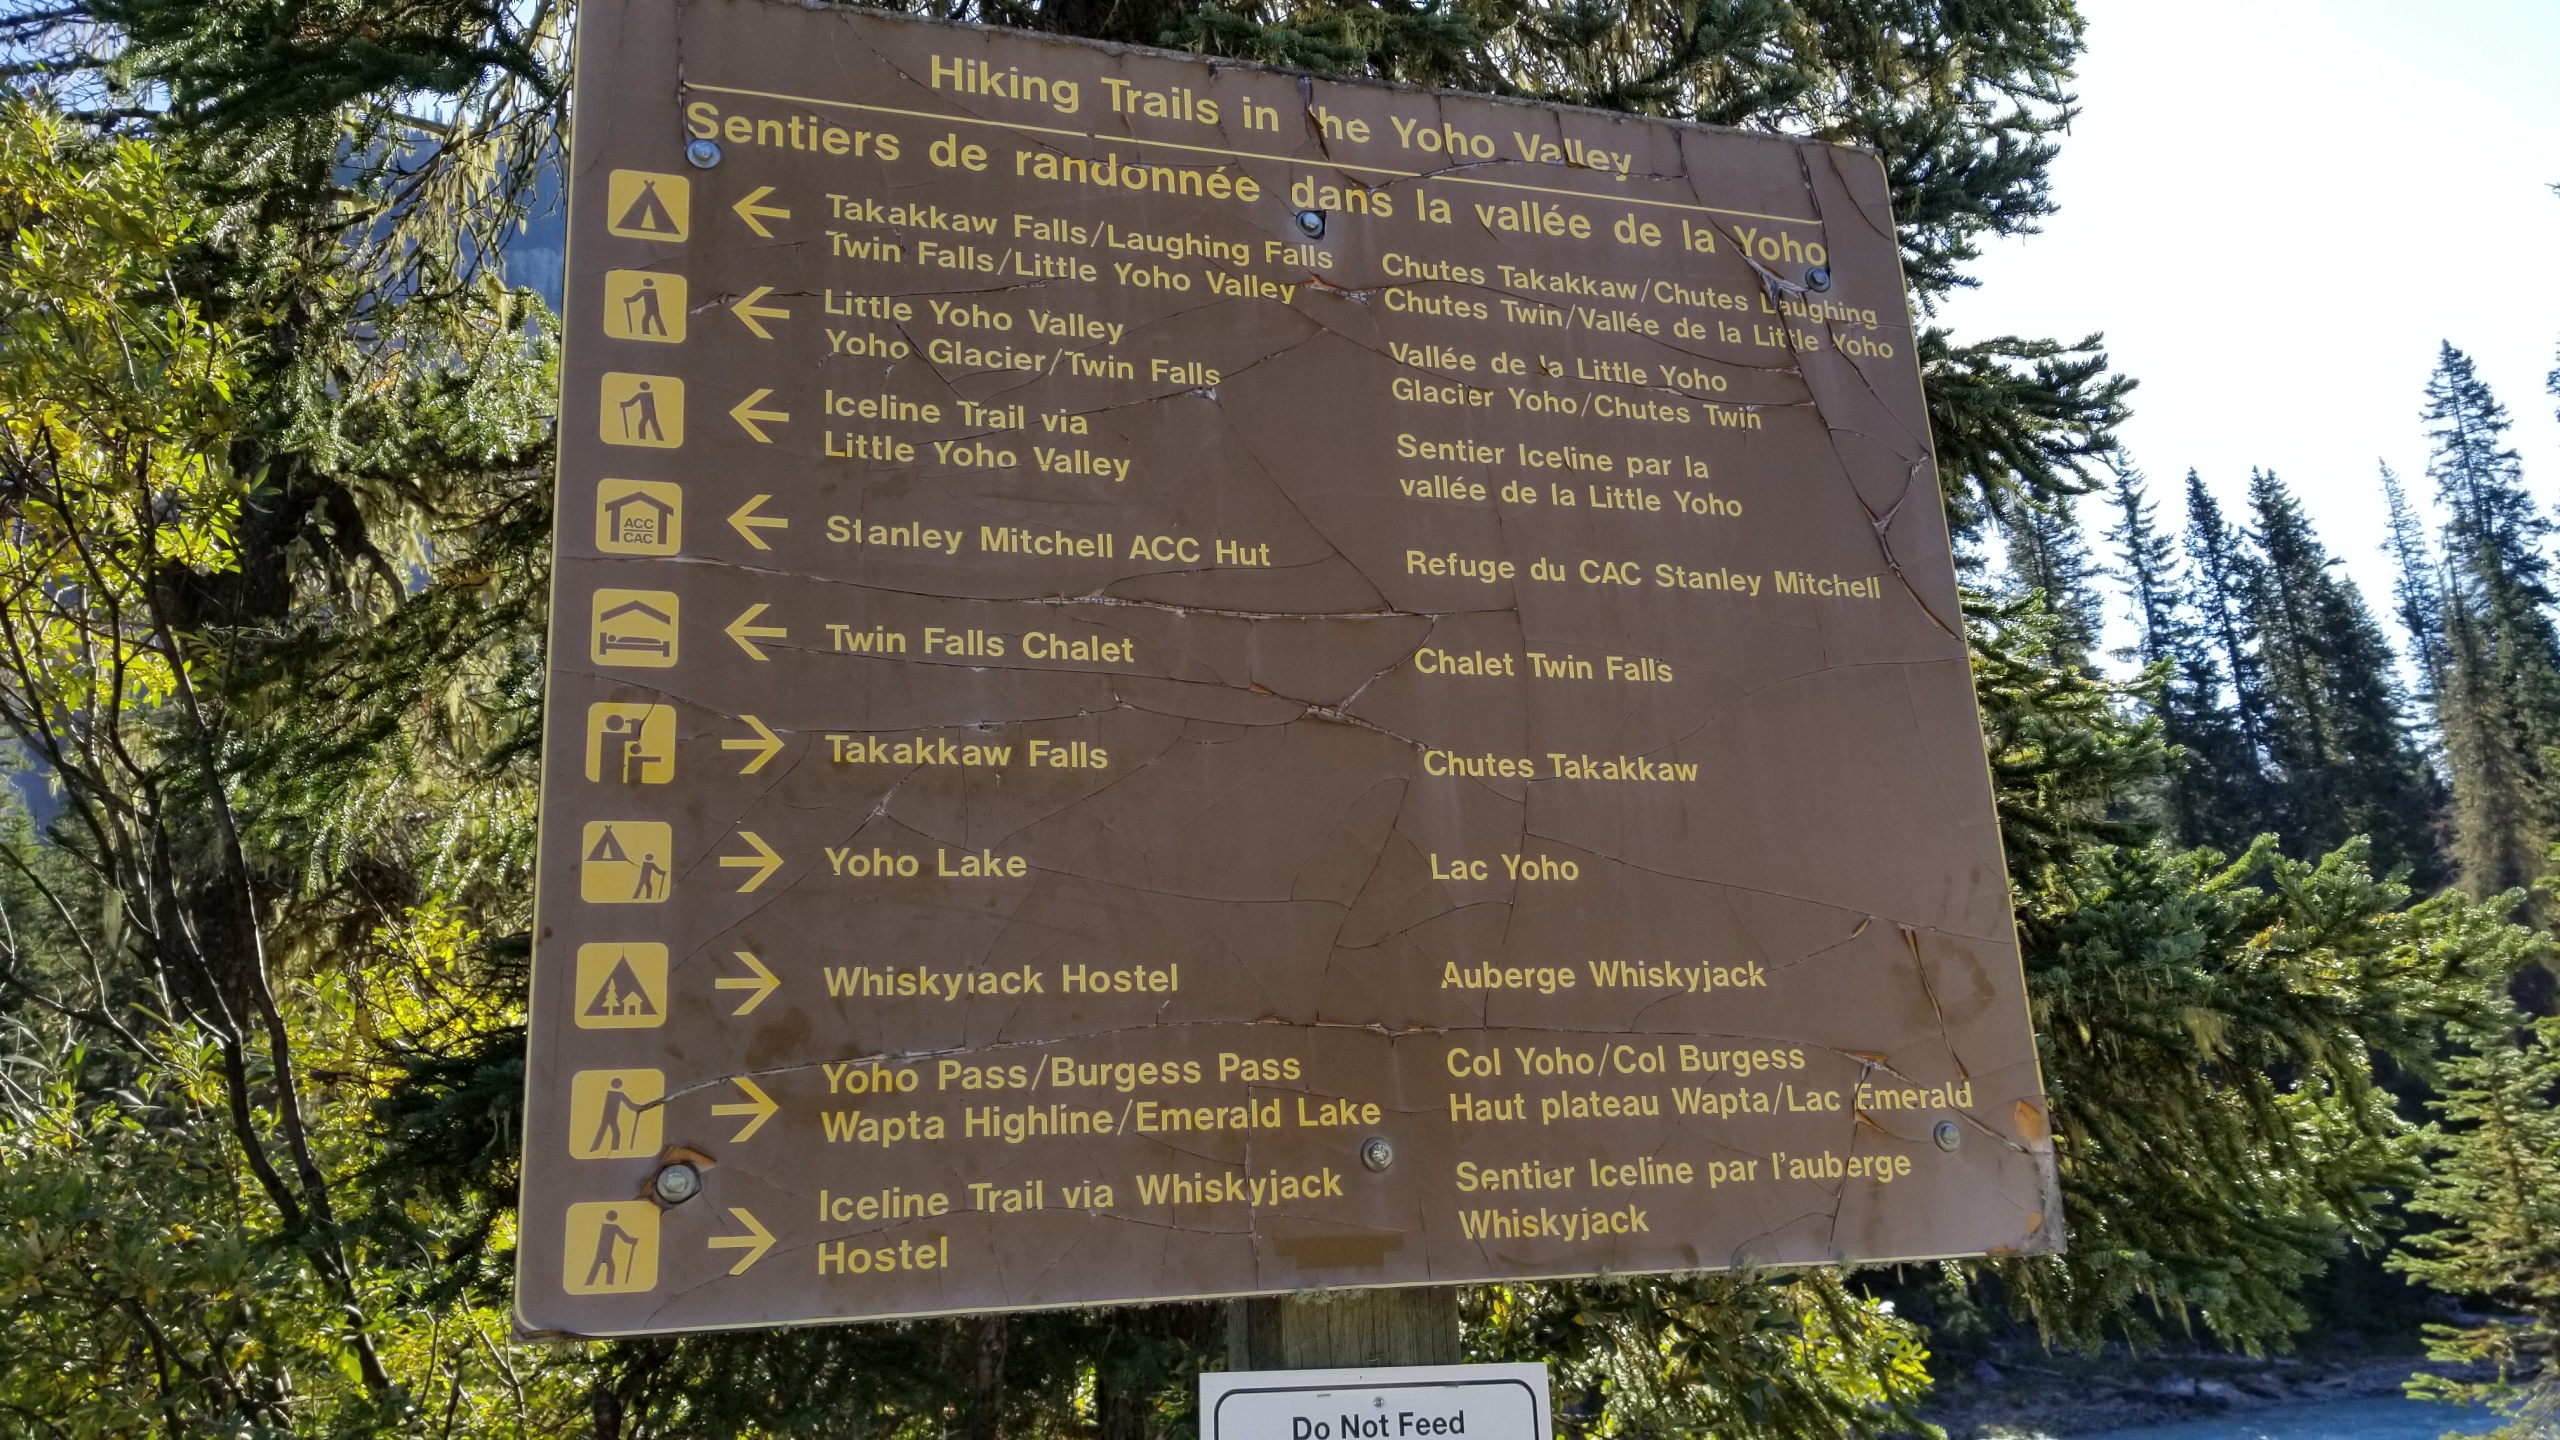 Hiking Trails in he Yoho Valley
Sentiers de randonnée dans la vallée de la Yoho
Takakkaw Falls/Laughing Falls
Twin Falls/Little Yoho Valley
Chutes Takakkaw/Chutes Laughing
Chutes Twin/Vallée de la Little Yoho
Little Yoho Valley
Yoho Glacier/Twin Falls
Vallée de la Little Yoho
Glacier Yoho/Chutes Twin
Iceline Trail via
Little Yoho Valley
Sentier Iceline par la
vallée de la Little Yoho
ACC
CAC
Stanley Mitchell ACC Hut
Refuge du CAC Stanley Mitchell
Twin Falls Chalet
Chalet Twin Falls
Takakkaw Falls
Chutes Takakkaw
Yoho Lake
Lac Yoho
Whiskyjack Hostel
Auberge Whiskyjack
Yoho Pass/Burgess Pass
Wapta Highline/Emerald Lake
Col Yoho/Col Burgess
Haut plateau Wapta/Lac Emerald
Iceline Trail via Whiskyjack
Hostel
Sentier Iceline par l'auberge
Whiskyjack
Do Not Feed